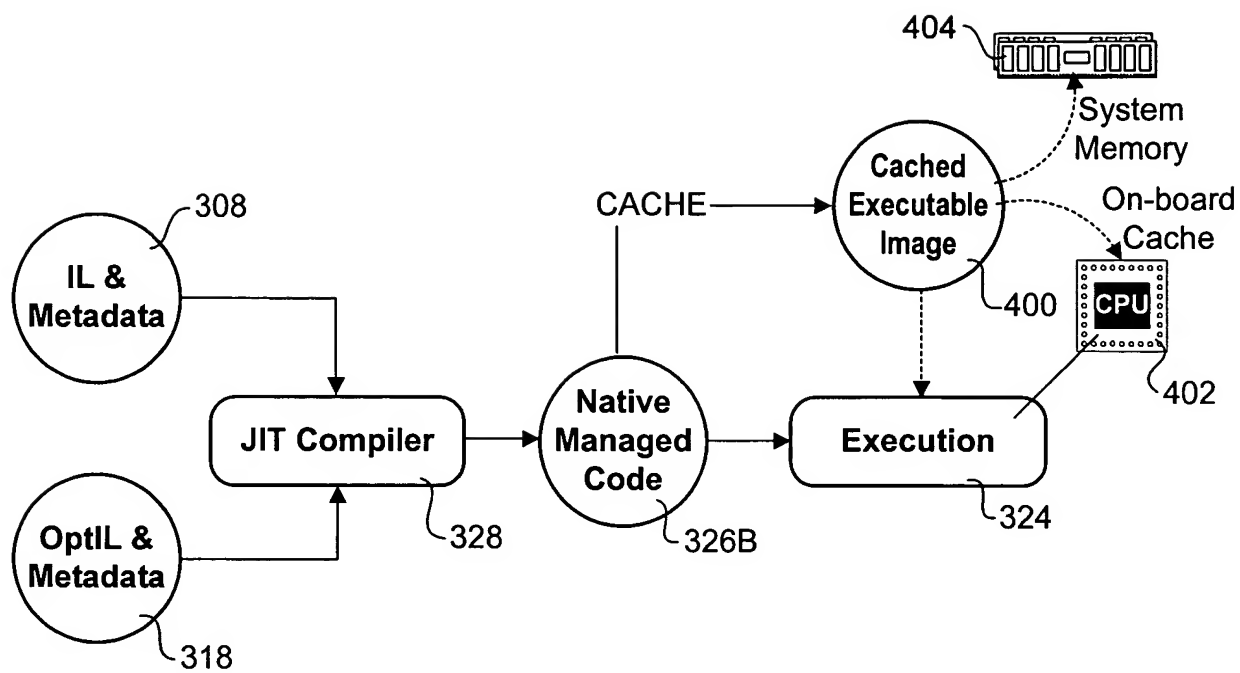 404
System
Memory
Cached
Executable
Image
CACHE
On-board
Cache
400
CPU
402
308
IL &
Metadata
JIT Compiler
328
Native
Managed
Code
326B
Execution
324
OptIL &
Metadata
318